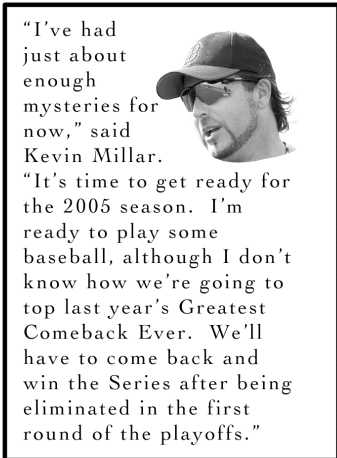 “I’ve had
just about
enough
mysteries for
now,” said
Kevin Millar.
“It’s time to get ready for
the 2005 season.  I’m
ready to play some
baseball, although I don’t
know how we’re going to
top last year’s Greatest
Comeback Ever.  We’ll
have to come back and
win the Series after being
eliminated in the first
round of the playoffs.”